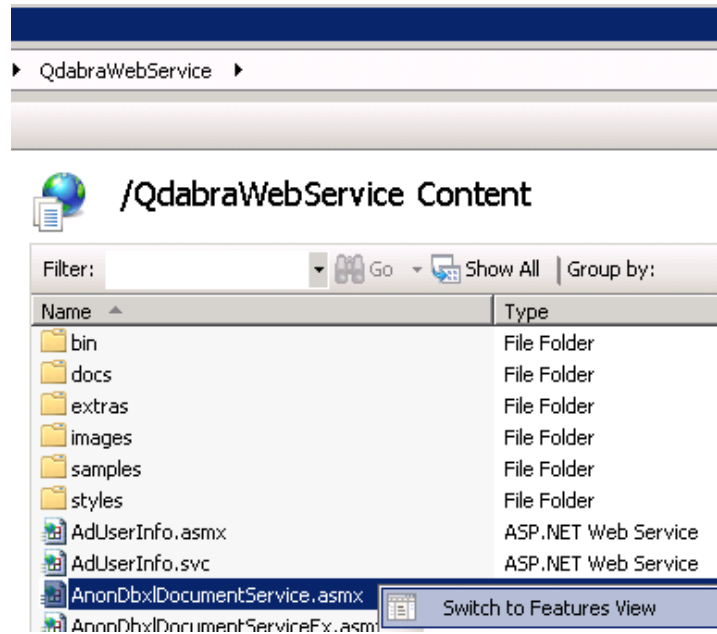 QdabraWebService
/QdabraWebService Content
Filter: Go Show All Group by:
Name Type
bin File Folder
docs File Folder
extras File Folder
images File Folder
samples File Folder
styles File Folder
AdUserInfo.asmx ASP.NET Web Service
AdUserInfo.svc ASP.NET Web Service
AnonDbxlDocumentService.asmx Switch to Features View